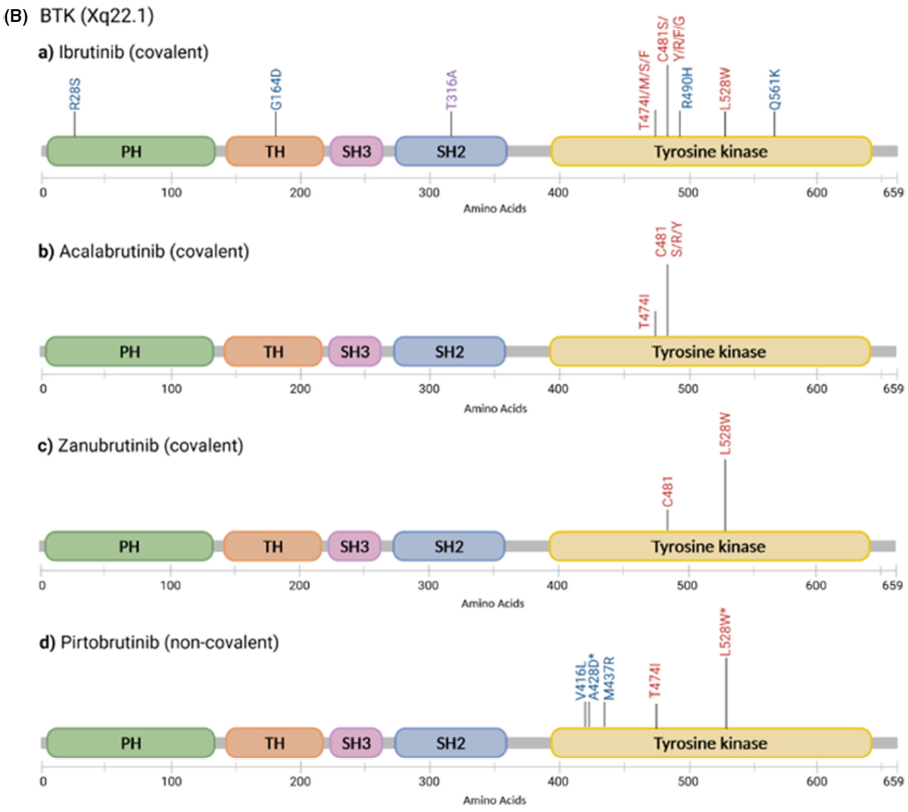 (B) BTK (Xq22.1)
a) Ibrutinib (covalent)
R28S
G164D
T316A
T474I/M/S/F
C481S/
Y/R/F/G
R490H
L528W
Q561K
PH TH SH3 SH2 Tyrosine kinase
0 100 200 300 400 500 600 659
Amino Acids
b) Acalabrutinib (covalent)
T474I
C481
S/R/Y
PH TH SH3 SH2 Tyrosine kinase
0 100 200 300 400 500 600 659
Amino Acids
c) Zanubrutinib (covalent)
C481
L528W
PH TH SH3 SH2 Tyrosine kinase
0 100 200 300 400 500 600 659
Amino Acids
d) Pirtobrutinib (non-covalent)
V416L
A428D*
M437R
T474I
L528W*
PH TH SH3 SH2 Tyrosine kinase
0 100 200 300 400 500 600 659
Amino Acids